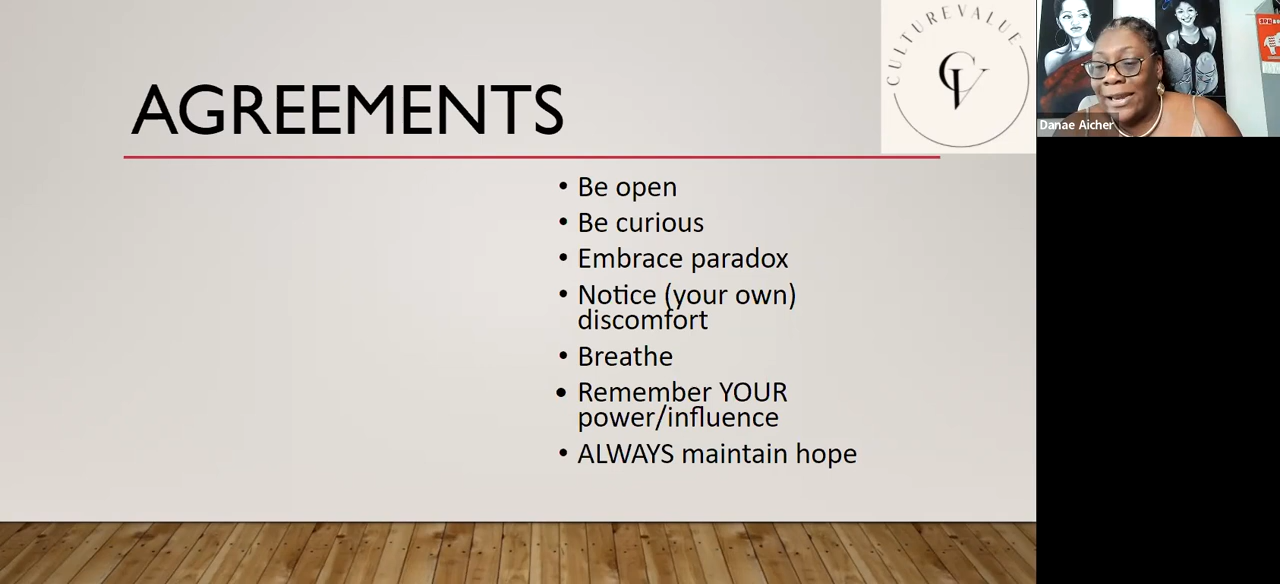 CULTUREVALUE
CV
AGREEMENTS
• Be open
• Be curious
• Embrace paradox
• Notice (your own)
discomfort
• Breathe
• Remember YOUR
power/influence
• ALWAYS maintain hope
Danae Aicher